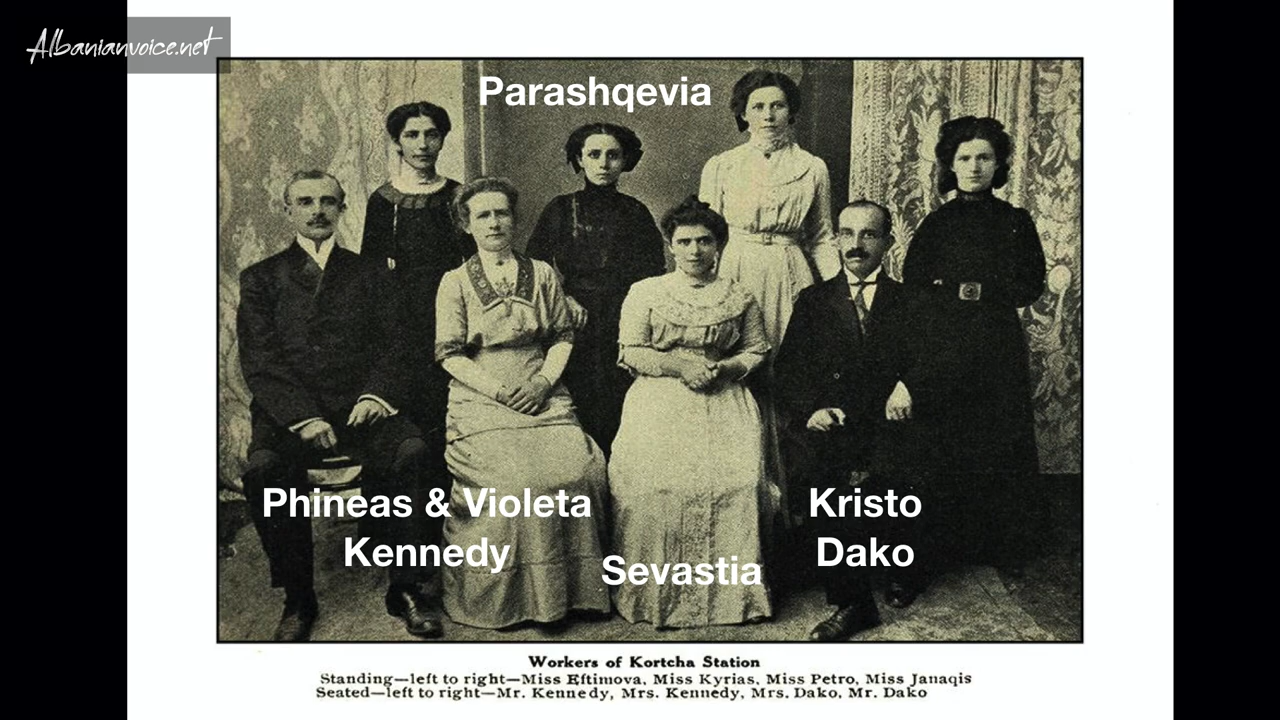 Albanianvoice.net
Parashqevia
Phineas & Violeta
Kennedy
Sevastia
Kristo
Dako
Workers of Kortcha Station
Standing—left to right—Miss Eftimova, Miss Kyrias, Miss Petro, Miss Janaqis
Seated—left to right—Mr. Kennedy, Mrs. Kennedy, Mrs. Dako, Mr. Dako